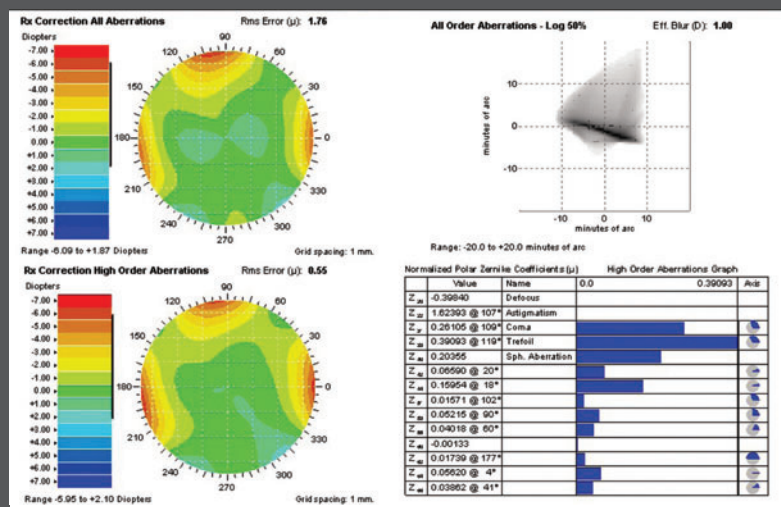 Rx Correction All Aberrations
Rms Error (µ): 1.76
Diopters
-7.00
-6.00
-5.00
-4.00
-3.00
-2.00
-1.00
0.00
+1.00
+2.00
+3.00
+4.00
+5.00
+6.00
+7.00
90
60
30
0
330
300
270
240
210
180
150
120
Range -6.09 to +1.87 Diopters
Grid spacing: 1 mm.
All Order Aberrations - Log 50%
Eff. Blur (D): 1.00
minutes of arc
10
0
-10
-10
0
10
minutes of arc
Range: -20.0 to +20.0 minutes of arc
Rx Correction High Order Aberrations
Rms Error (µ): 0.55
Diopters
-7.00
-6.00
-5.00
-4.00
-3.00
-2.00
-1.00
0.00
+1.00
+2.00
+3.00
+4.00
+5.00
+6.00
+7.00
90
60
30
0
330
300
270
240
210
180
150
120
Range -5.95 to +2.10 Diopters
Grid spacing: 1 mm.
Normalized Polar Zernike Coefficients (µ)
High Order Aberrations Graph
Value Name 0.0 0.39093 Axis
Z -0.39840 Defocus
Z 1.62393 @ 107° Astigmatism
Z 0.26105 @ 109° Coma
Z 0.39093 @ 119° Trefoil
Z 0.20355 Sph. Aberration
Z 0.06590 @ 20°
Z 0.15954 @ 18°
Z 0.01571 @ 102°
Z 0.05215 @ 90°
Z 0.04018 @ 60°
Z -0.00133
Z 0.01739 @ 177°
Z 0.05620 @ 4°
Z 0.03862 @ 41°